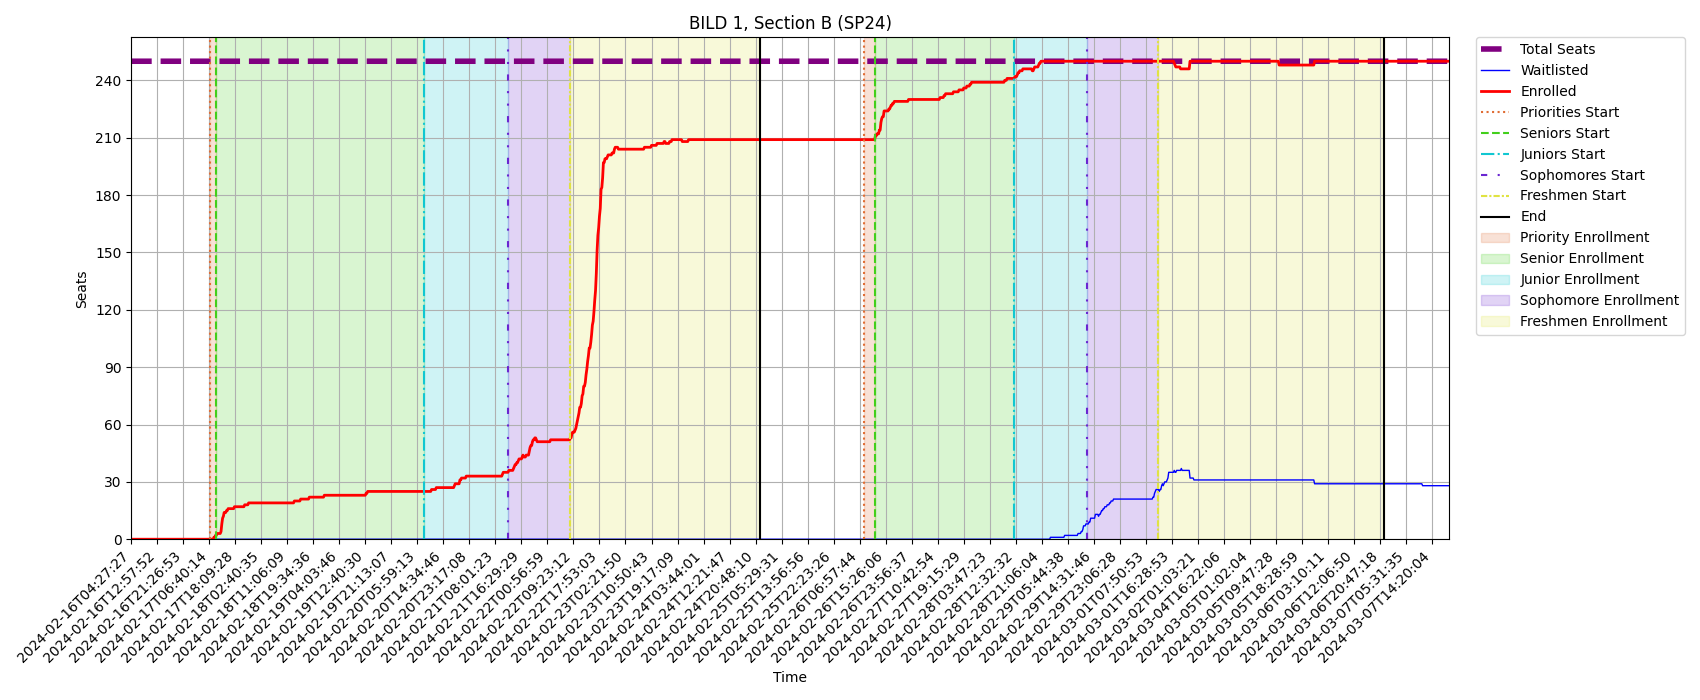 BILD 1, Section B (SP24)
Total Seats
Waitlisted
Enrolled
Priorities Start
Seniors Start
Juniors Start
Sophomores Start
Freshmen Start
End
Priority Enrollment
Senior Enrollment
Junior Enrollment
Sophomore Enrollment
Freshmen Enrollment
Seats
240
210
180
150
120
90
60
30
0
2024-02-16T04:27:27
2024-02-16T12:57:52
2024-02-16T21:26:53
2024-02-17T06:40:14
2024-02-17T18:09:28
2024-02-18T02:40:35
2024-02-18T11:06:09
2024-02-18T19:34:36
2024-02-19T04:03:46
2024-02-19T12:40:30
2024-02-19T21:13:07
2024-02-20T05:59:13
2024-02-20T14:34:46
2024-02-20T23:17:08
2024-02-21T08:01:23
2024-02-21T16:29:29
2024-02-22T00:56:59
2024-02-22T09:23:12
2024-02-22T17:53:03
2024-02-23T02:21:50
2024-02-23T10:50:43
2024-02-23T19:17:09
2024-02-24T03:44:01
2024-02-24T12:21:47
2024-02-24T20:48:10
2024-02-25T05:29:31
2024-02-25T13:56:56
2024-02-25T22:23:26
2024-02-26T06:57:44
2024-02-26T15:26:06
2024-02-26T23:56:37
2024-02-27T10:42:54
2024-02-27T19:15:29
2024-02-28T03:47:23
2024-02-28T12:32:32
2024-02-28T21:06:04
2024-02-29T05:44:38
2024-02-29T14:31:46
2024-02-29T23:06:28
2024-03-01T07:50:53
2024-03-01T16:28:53
2024-03-02T01:03:21
2024-03-04T16:22:06
2024-03-05T01:02:04
2024-03-05T09:47:28
2024-03-05T18:28:59
2024-03-06T03:10:11
2024-03-06T12:06:50
2024-03-06T20:47:18
2024-03-07T05:31:35
2024-03-07T14:20:04
Time